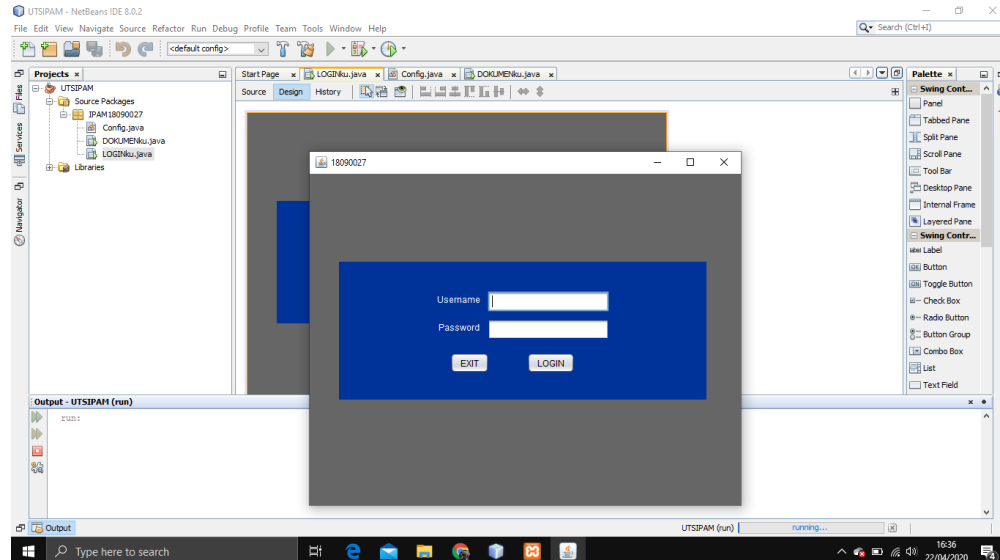 UTSIPAM - NetBeans IDE 8.0.2
File Edit View Navigate Source Refactor Run Debug Profile Team Tools Window Help
Search (Ctrl+I)
<default config>
Projects
Start Page
LOGINku.java
Config.java
DOKUMENku.java
Palette
Source Design History
Files
Services
Navigator
UTSIPAM
Source Packages
IPAM18090027
Config.java
DOKUMENku.java
LOGINku.java
Libraries
18090027
Username
Password
EXIT LOGIN
Swing Cont...
Panel
Tabbed Pane
Split Pane
Scroll Pane
Tool Bar
Desktop Pane
Internal Frame
Layered Pane
Swing Contr...
label Label
OK Button
ON Toggle Button
Check Box
Radio Button
Button Group
Combo Box
List
Text Field
Output - UTSIPAM (run)
run:
Output
UTSIPAM (run)
running...
Type here to search
16:36
22/04/2020
4